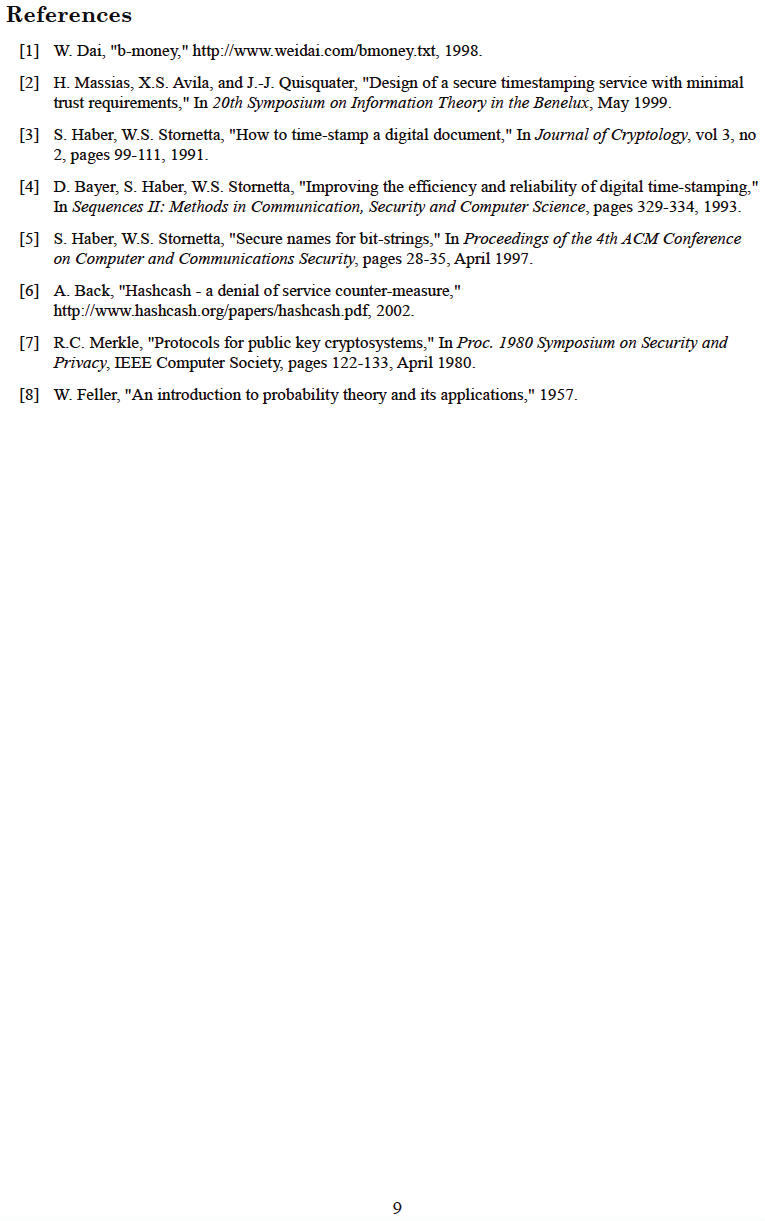 References
[1] W. Dai, "b-money," http://www.weidai.com/bmoney.txt, 1998.
[2] H. Massias, X.S. Avila, and J.-J. Quisquater, "Design of a secure timestamping service with minimal
trust requirements," In 20th Symposium on Information Theory in the Benelux, May 1999.
[3] S. Haber, W.S. Stornetta, "How to time-stamp a digital document," In Journal of Cryptology, vol 3, no
2, pages 99-111, 1991.
[4] D. Bayer, S. Haber, W.S. Stornetta, "Improving the efficiency and reliability of digital time-stamping,"
In Sequences II: Methods in Communication, Security and Computer Science, pages 329-334, 1993.
[5] S. Haber, W.S. Stornetta, "Secure names for bit-strings," In Proceedings of the 4th ACM Conference
on Computer and Communications Security, pages 28-35, April 1997.
[6] A. Back, "Hashcash - a denial of service counter-measure,"
http://www.hashcash.org/papers/hashcash.pdf, 2002.
[7] R.C. Merkle, "Protocols for public key cryptosystems," In Proc. 1980 Symposium on Security and
Privacy, IEEE Computer Society, pages 122-133, April 1980.
[8] W. Feller, "An introduction to probability theory and its applications," 1957.
9